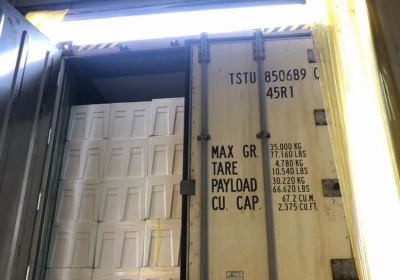 TSTU 850689 0
45R1
MAX GR. 35.000 KG
77.160 LBS
TARE 4.780 KG
10.540 LBS
PAYLOAD 30.220 KG
66.620 LBS
CU. CAP. 67.2 CU.M.
2.375 CU.FT.